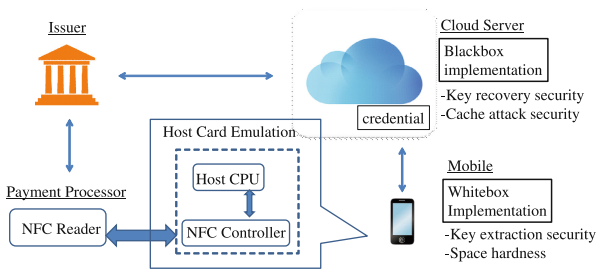 Issuer
Cloud Server
Blackbox
implementation
-Key recovery security
-Cache attack security
credential
Host Card Emulation
Host CPU
NFC Controller
Payment Processor
NFC Reader
Mobile
Whitebox
Implementation
-Key extraction security
-Space hardness